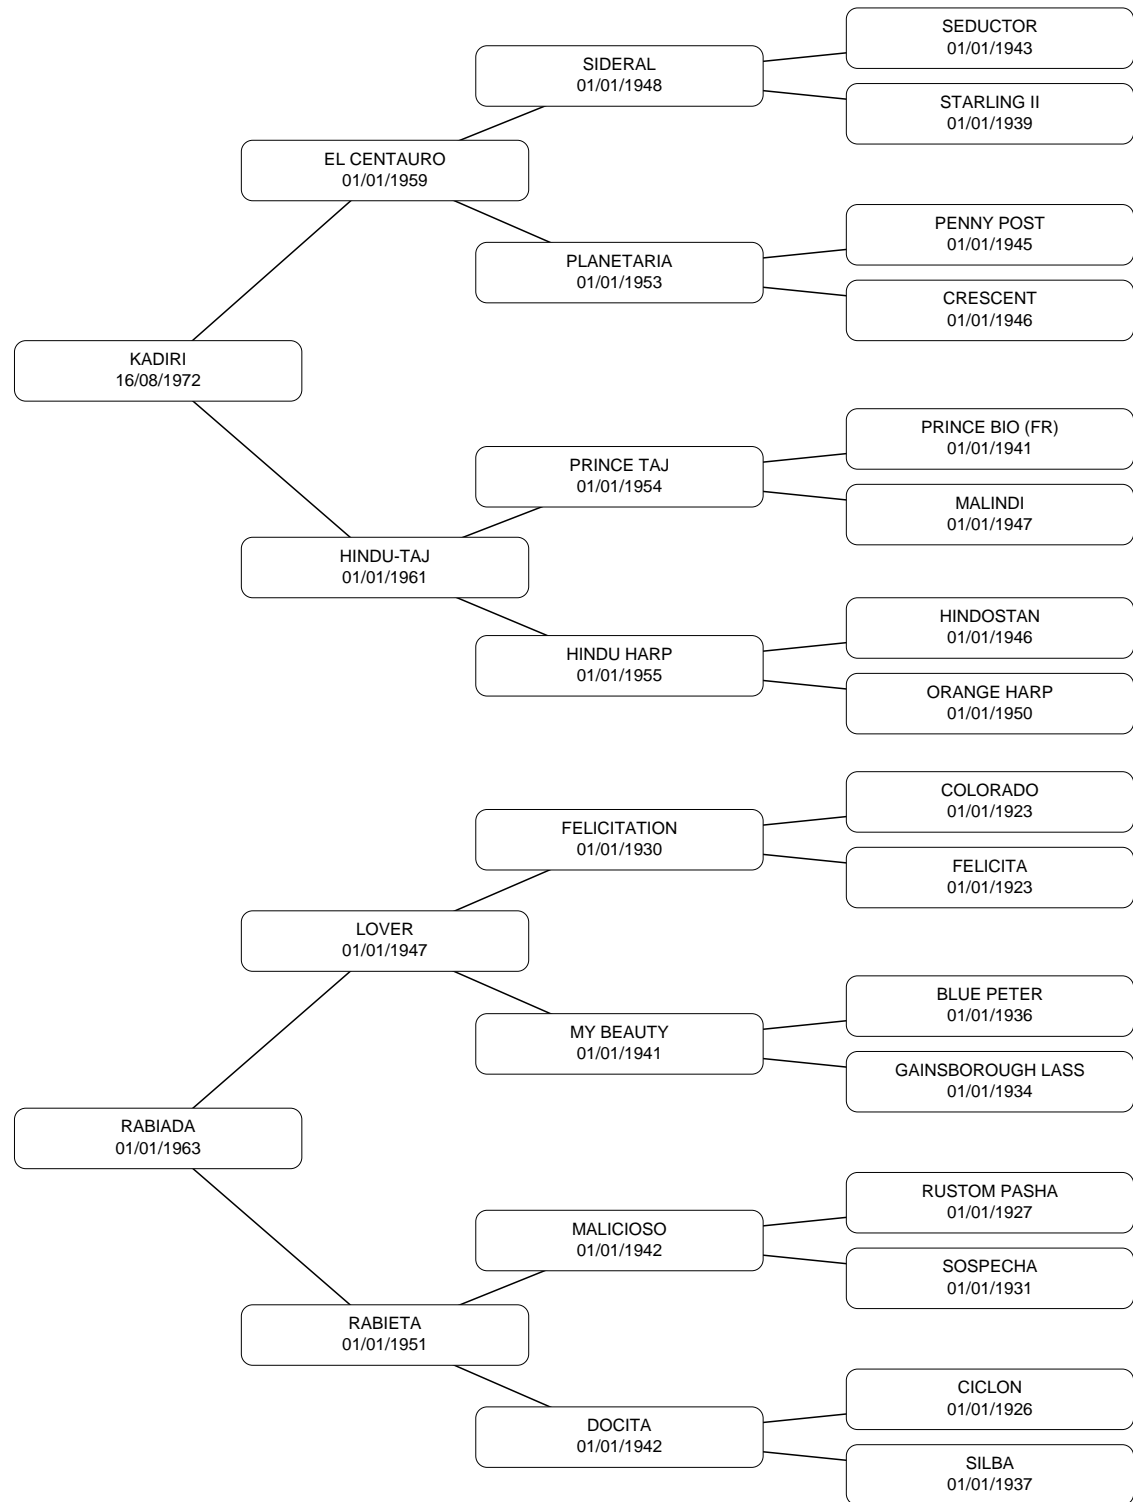 SEDUCTOR
01/01/1943
SIDERAL
01/01/1948
STARLING II
01/01/1939
EL CENTAURO
01/01/1959
PENNY POST
01/01/1945
PLANETARIA
01/01/1953
CRESCENT
01/01/1946
KADIRI
16/08/1972
PRINCE BIO (FR)
01/01/1941
PRINCE TAJ
01/01/1954
MALINDI
01/01/1947
HINDU-TAJ
01/01/1961
HINDOSTAN
01/01/1946
HINDU HARP
01/01/1955
ORANGE HARP
01/01/1950
COLORADO
01/01/1923
FELICITATION
01/01/1930
FELICITA
01/01/1923
LOVER
01/01/1947
BLUE PETER
01/01/1936
MY BEAUTY
01/01/1941
GAINSBOROUGH LASS
01/01/1934
RABIADA
01/01/1963
RUSTOM PASHA
01/01/1927
MALICIOSO
01/01/1942
SOSPECHA
01/01/1931
RABIETA
01/01/1951
CICLON
01/01/1926
DOCITA
01/01/1942
SILBA
01/01/1937